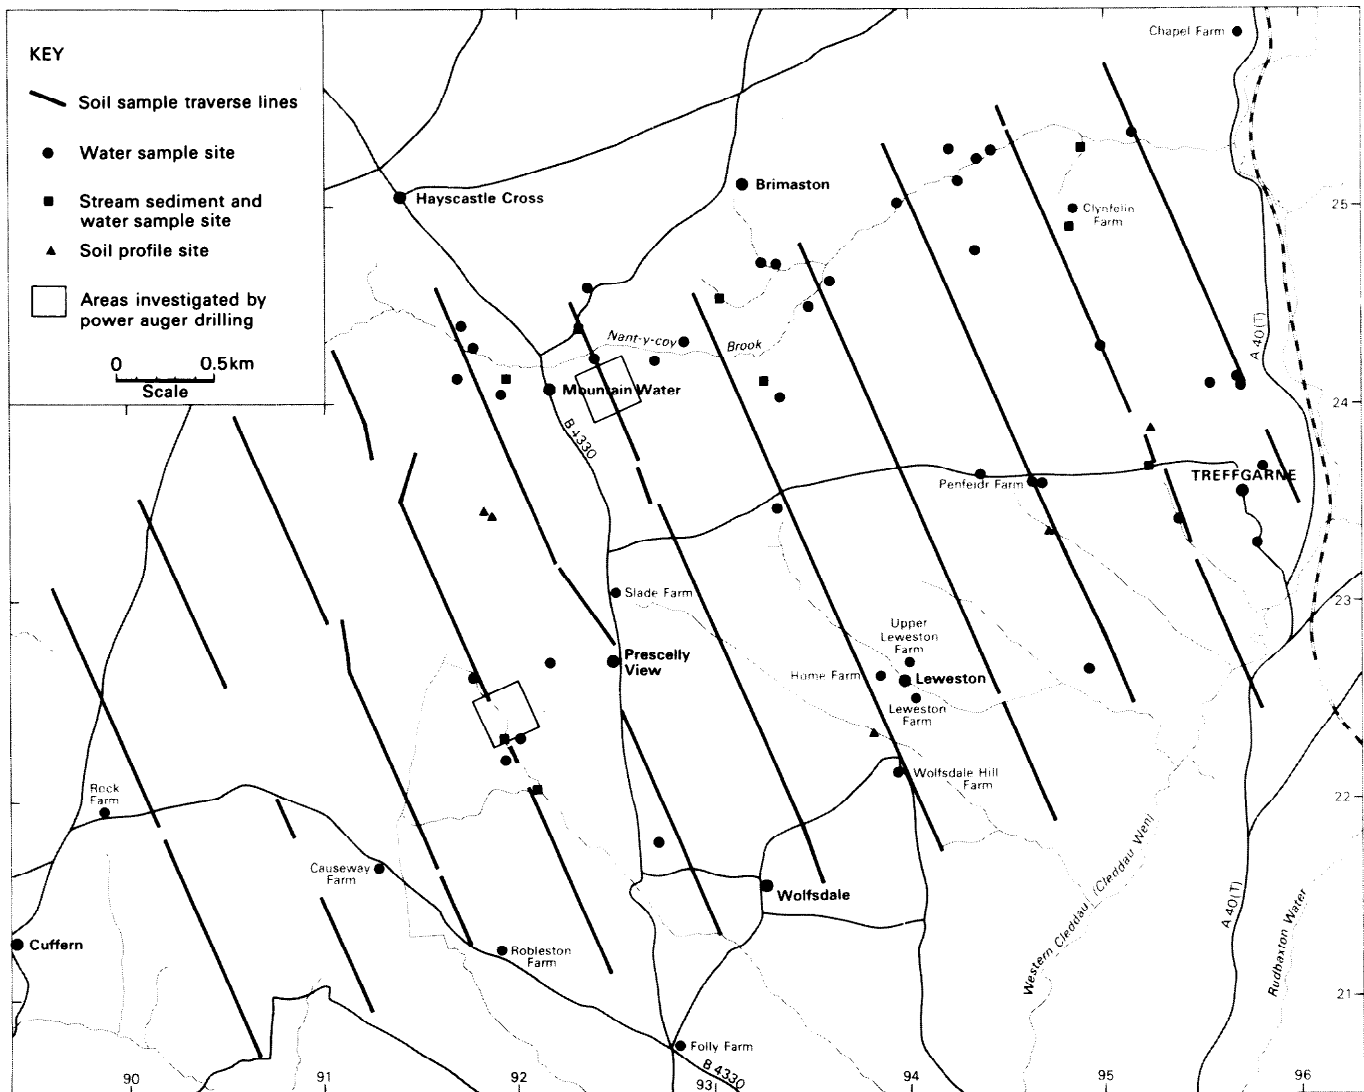 KEY
Soil sample traverse lines
Water sample site
Stream sediment and
water sample site
Soil profile site
Areas investigated by
power auger drilling
0 0.5km
Scale
Chapel Farm
Hayscastle Cross
Brimaston
Clynfelin
Farm
25
A 40(T)
Nant-y-coy
Brook
Mountain Water
24
B 4330
TREFFGARNE
Penfeidr Farm
Slade Farm
23
Upper
Leweston
Farm
Prescelly
View
Home Farm
Leweston
Leweston
Farm
Wolfsdale Hill
Farm
Rock
Farm
22
Causeway
Farm
Wolfsdale
Western Cleddau (Cleddau Wen)
A 40(T)
Rudbaxton Water
Cuffern
Robleston
Farm
21
Folly Farm
B 4330
90
91
92
93
94
95
96